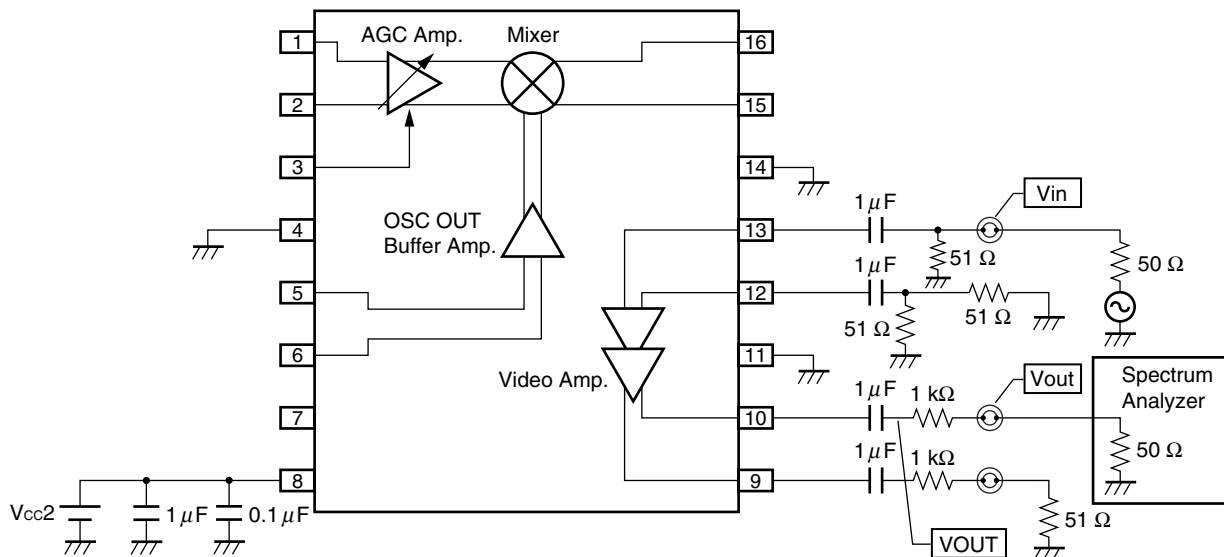 1
AGC Amp.
Mixer
16
2
15
3
14
4
OSC OUT
Buffer Amp.
13
1 μF
51 Ω
Vin
50 Ω
5
12
1 μF
51 Ω
51 Ω
6
11
Video Amp.
7
10
1 μF
1 kΩ
Vout
Spectrum
Analyzer
50 Ω
8
9
1 μF
1 kΩ
51 Ω
VCC2
1 μF
0.1 μF
VOUT